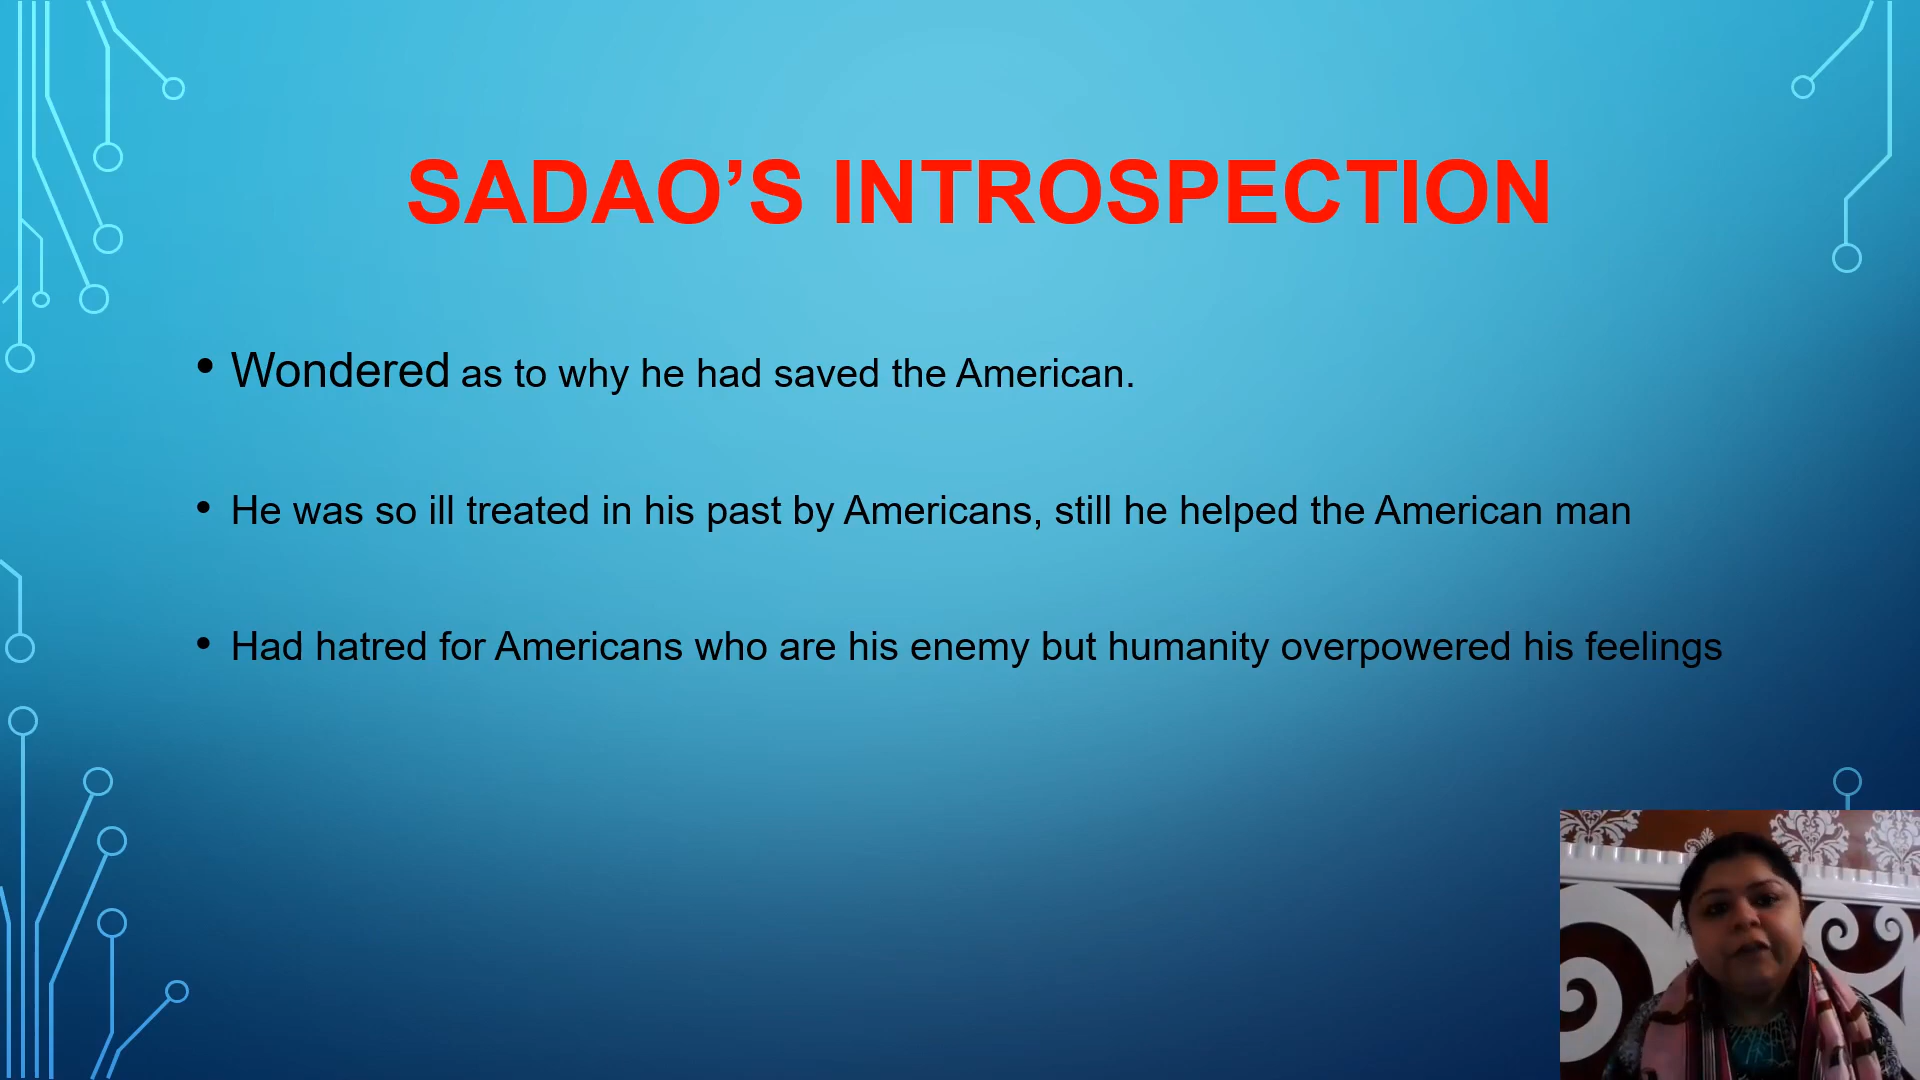 SADAO’S INTROSPECTION
• Wondered as to why he had saved the American.
• He was so ill treated in his past by Americans, still he helped the American man
• Had hatred for Americans who are his enemy but humanity overpowered his feelings